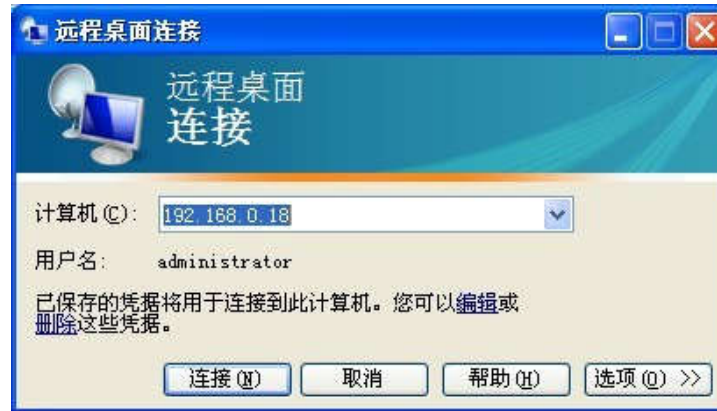 远程桌面连接
远程桌面
连接
计算机(C):
192.168.0.18
用户名:
administrator
已保存的凭据将用于连接到此计算机。您可以编辑或
删除这些凭据。
连接(N)
取消
帮助(H)
选项(O) >>